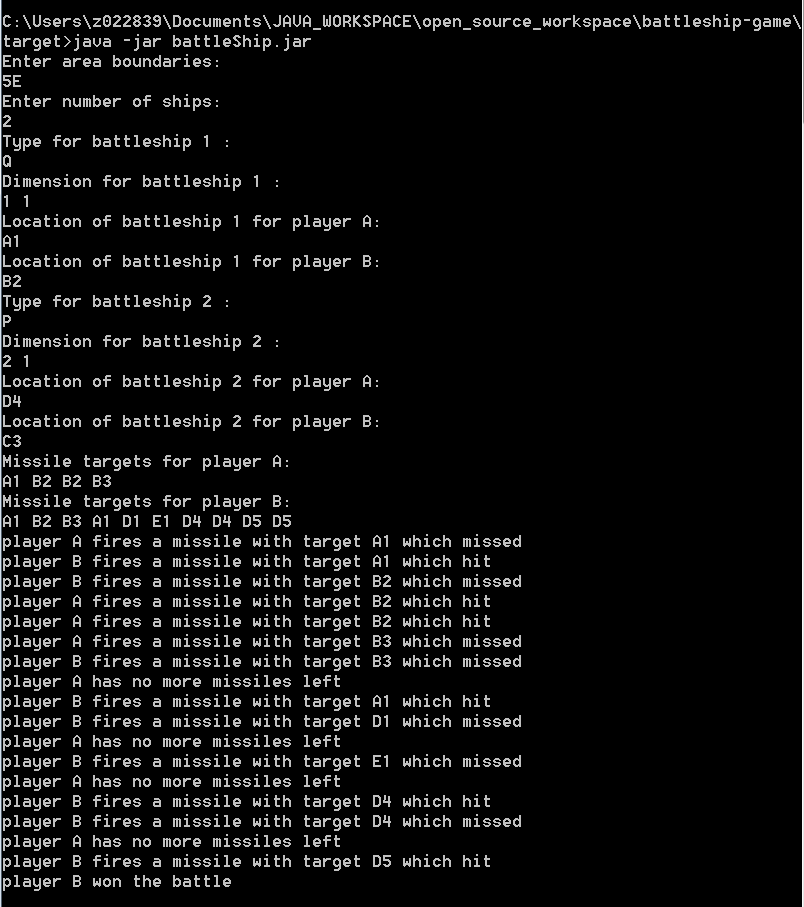 C:\Users\z022839\Documents\JAVA_WORKSPACE\open_source_workspace\battleship-game\
target>java -jar battleShip.jar
Enter area boundaries:
5E
Enter number of ships:
2
Type for battleship 1 :
Q
Dimension for battleship 1 :
1 1
Location of battleship 1 for player A:
A1
Location of battleship 1 for player B:
B2
Type for battleship 2 :
P
Dimension for battleship 2 :
2 1
Location of battleship 2 for player A:
D4
Location of battleship 2 for player B:
C3
Missile targets for player A:
A1 B2 B2 B3
Missile targets for player B:
A1 B2 B3 A1 D1 E1 D4 D4 D5 D5
player A fires a missile with target A1 which missed
player B fires a missile with target A1 which hit
player B fires a missile with target B2 which missed
player A fires a missile with target B2 which hit
player A fires a missile with target B2 which hit
player A fires a missile with target B3 which missed
player B fires a missile with target B3 which missed
player A has no more missiles left
player B fires a missile with target A1 which hit
player B fires a missile with target D1 which missed
player A has no more missiles left
player B fires a missile with target E1 which missed
player A has no more missiles left
player B fires a missile with target D4 which hit
player B fires a missile with target D4 which missed
player A has no more missiles left
player B fires a missile with target D5 which hit
player B won the battle